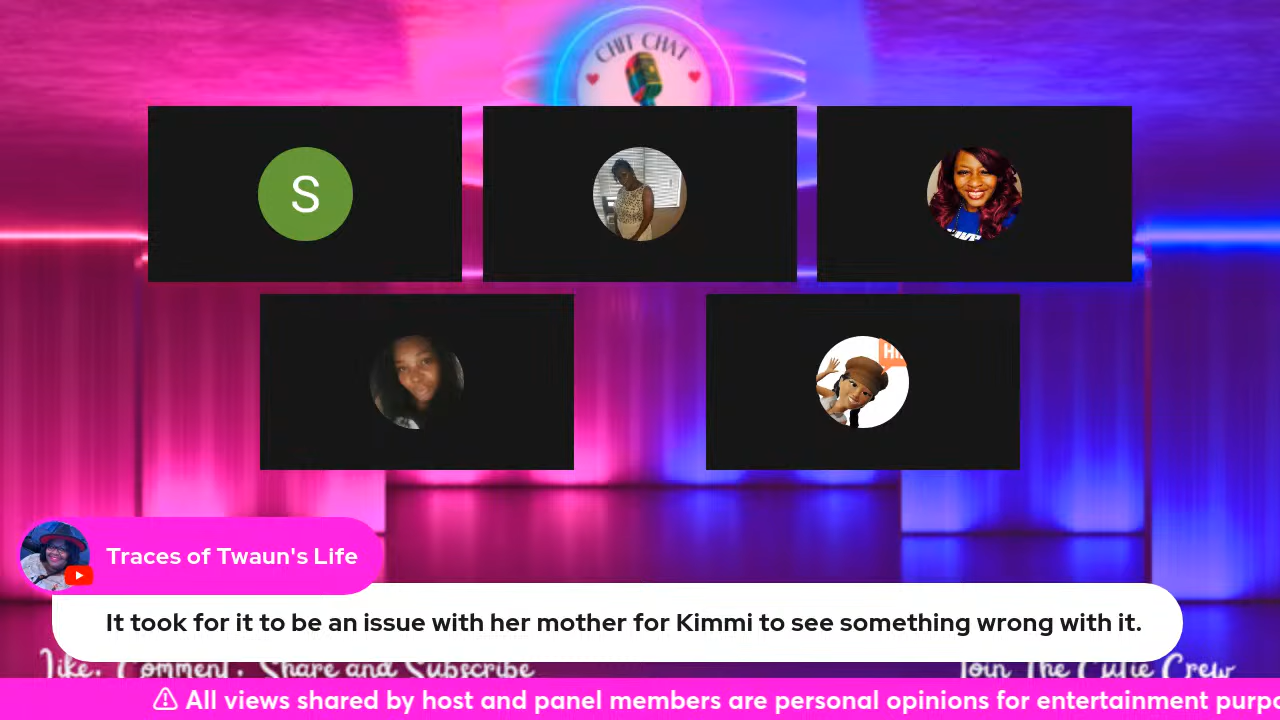 CHIT CHAT
S
HI
Traces of Twaun's Life
It took for it to be an issue with her mother for Kimmi to see something wrong with it.
Like, Comment, Share and Subscribe
Join The Cutie Crew
⚠ All views shared by host and panel members are personal opinions for entertainment